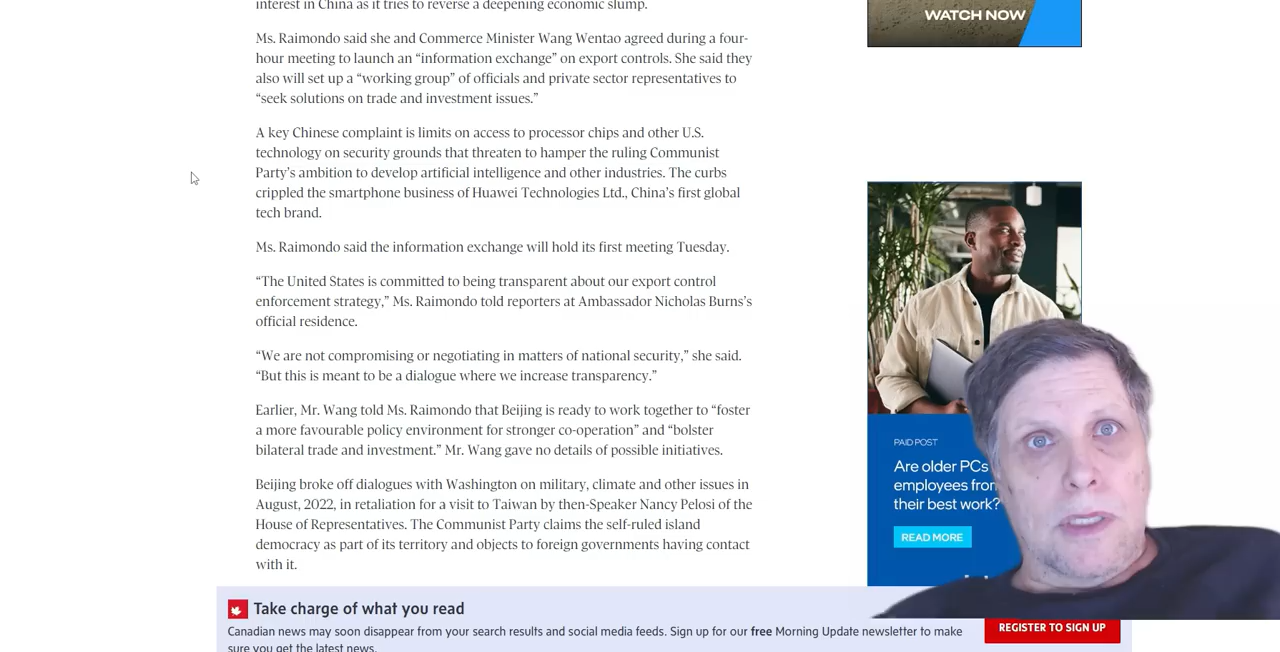 interest in China as it tries to reverse a deepening economic slump.
WATCH NOW
Ms. Raimondo said she and Commerce Minister Wang Wentao agreed during a four-
hour meeting to launch an “information exchange” on export controls. She said they
also will set up a “working group” of officials and private sector representatives to
“seek solutions on trade and investment issues.”
A key Chinese complaint is limits on access to processor chips and other U.S.
technology on security grounds that threaten to hamper the ruling Communist
Party’s ambition to develop artificial intelligence and other industries. The curbs
crippled the smartphone business of Huawei Technologies Ltd., China’s first global
tech brand.
Ms. Raimondo said the information exchange will hold its first meeting Tuesday.
“The United States is committed to being transparent about our export control
enforcement strategy,” Ms. Raimondo told reporters at Ambassador Nicholas Burns’s
official residence.
“We are not compromising or negotiating in matters of national security,” she said.
“But this is meant to be a dialogue where we increase transparency.”
Earlier, Mr. Wang told Ms. Raimondo that Beijing is ready to work together to “foster
a more favourable policy environment for stronger co-operation” and “bolster
bilateral trade and investment.” Mr. Wang gave no details of possible initiatives.
Beijing broke off dialogues with Washington on military, climate and other issues in
August, 2022, in retaliation for a visit to Taiwan by then-Speaker Nancy Pelosi of the
House of Representatives. The Communist Party claims the self-ruled island
democracy as part of its territory and objects to foreign governments having contact
with it.
PAID POST
Are older PCs
employees from
their best work?
READ MORE
Take charge of what you read
Canadian news may soon disappear from your search results and social media feeds. Sign up for our free Morning Update newsletter to make
sure you get the latest news.
REGISTER TO SIGN UP